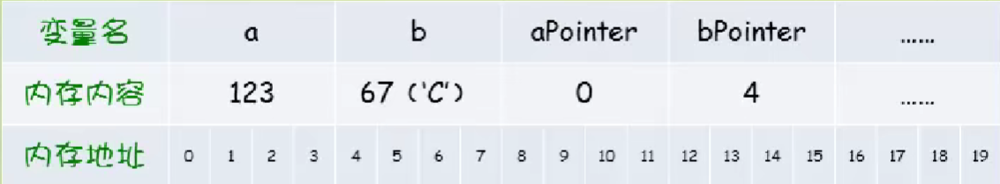 变量名 a b aPointer bPointer ……
内存内容 123 67 ('C') 0 4 ……
内存地址 0 1 2 3 4 5 6 7 8 9 10 11 12 13 14 15 16 17 18 19